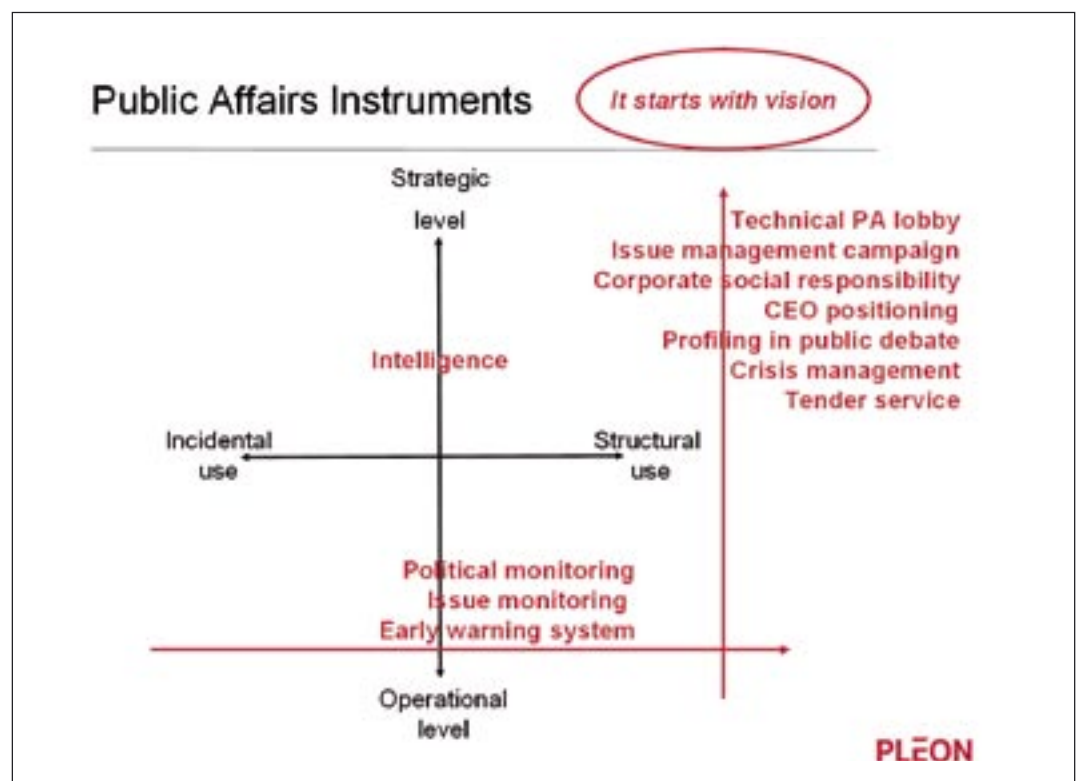 Public Affairs Instruments
It starts with vision
Strategic
level
Technical PA lobby
Issue management campaign
Corporate social responsibility
CEO positioning
Profiling in public debate
Crisis management
Tender service
Intelligence
Incidental
use
Structural
use
Political monitoring
Issue monitoring
Early warning system
Operational
level
PLĒON